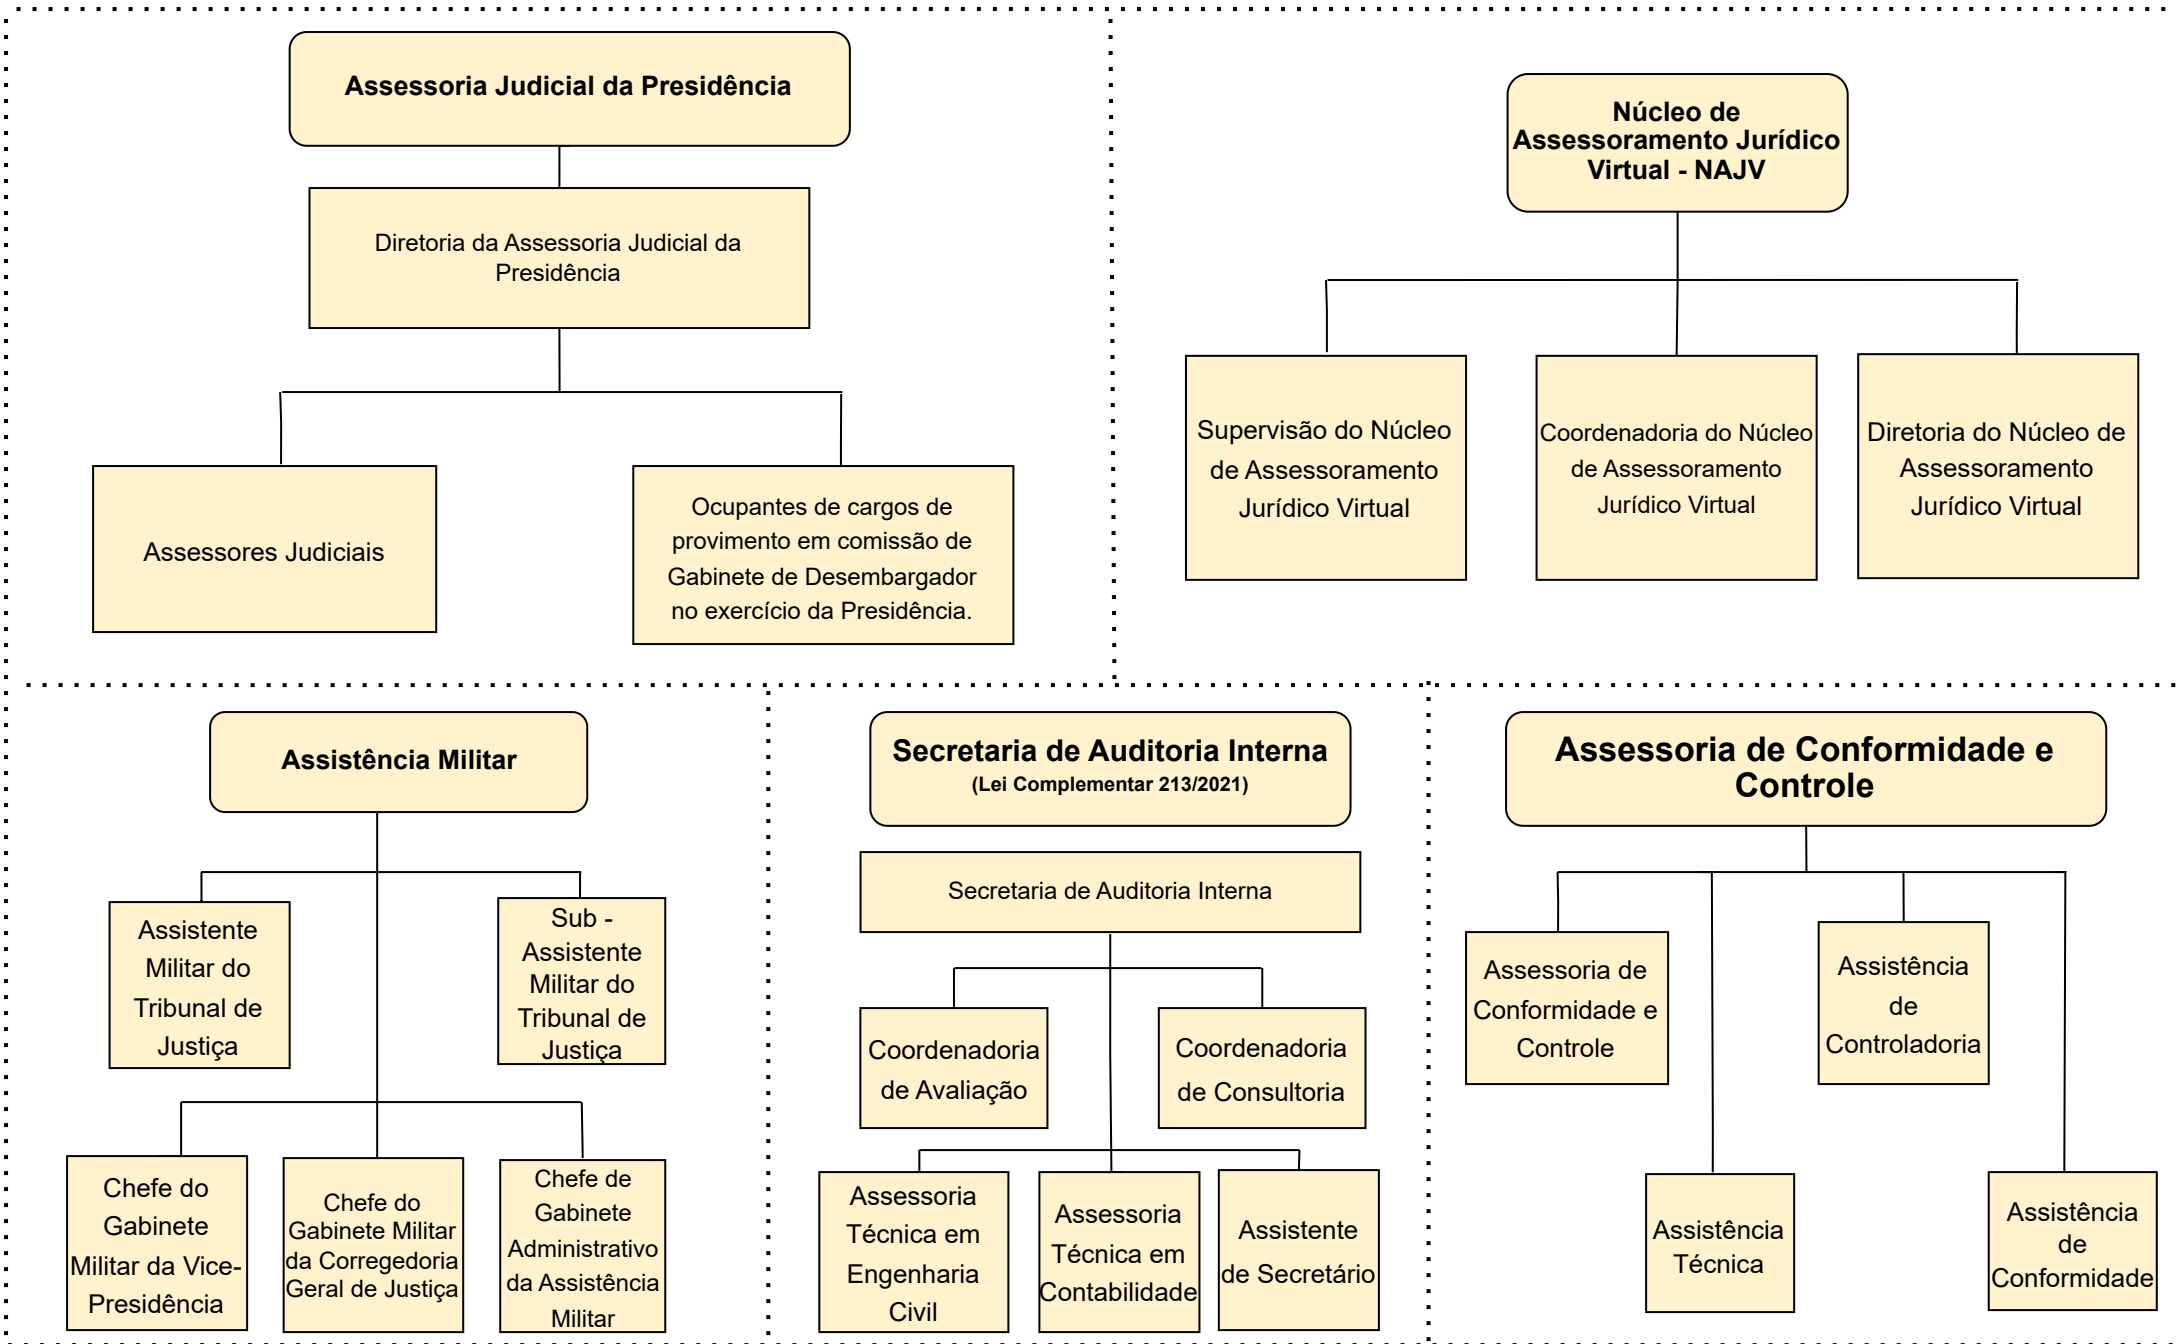 Assessoria Judicial da Presidência
Diretoria da Assessoria Judicial da
Presidência
Assessores Judiciais
Ocupantes de cargos de
provimento em comissão de
Gabinete de Desembargador
no exercício da Presidência.
Núcleo de
Assessoramento Jurídico
Virtual - NAJV
Supervisão do Núcleo
de Assessoramento
Jurídico Virtual
Coordenadoria do Núcleo
de Assessoramento
Jurídico Virtual
Diretoria do Núcleo de
Assessoramento
Jurídico Virtual
Assistência Militar
Assistente
Militar do
Tribunal de
Justiça
Sub -
Assistente
Militar do
Tribunal de
Justiça
Chefe do
Gabinete
Militar da Vice-
Presidência
Chefe do
Gabinete Militar
da Corregedoria
Geral de Justiça
Chefe de
Gabinete
Administrativo
da Assistência
Militar
Secretaria de Auditoria Interna
(Lei Complementar 213/2021)
Secretaria de Auditoria Interna
Coordenadoria
de Avaliação
Coordenadoria
de Consultoria
Assessoria
Técnica em
Engenharia
Civil
Assessoria
Técnica em
Contabilidade
Assistente
de Secretário
Assessoria de Conformidade e
Controle
Assessoria de
Conformidade e
Controle
Assistência
de
Controladoria
Assistência
Técnica
Assistência
de
Conformidade